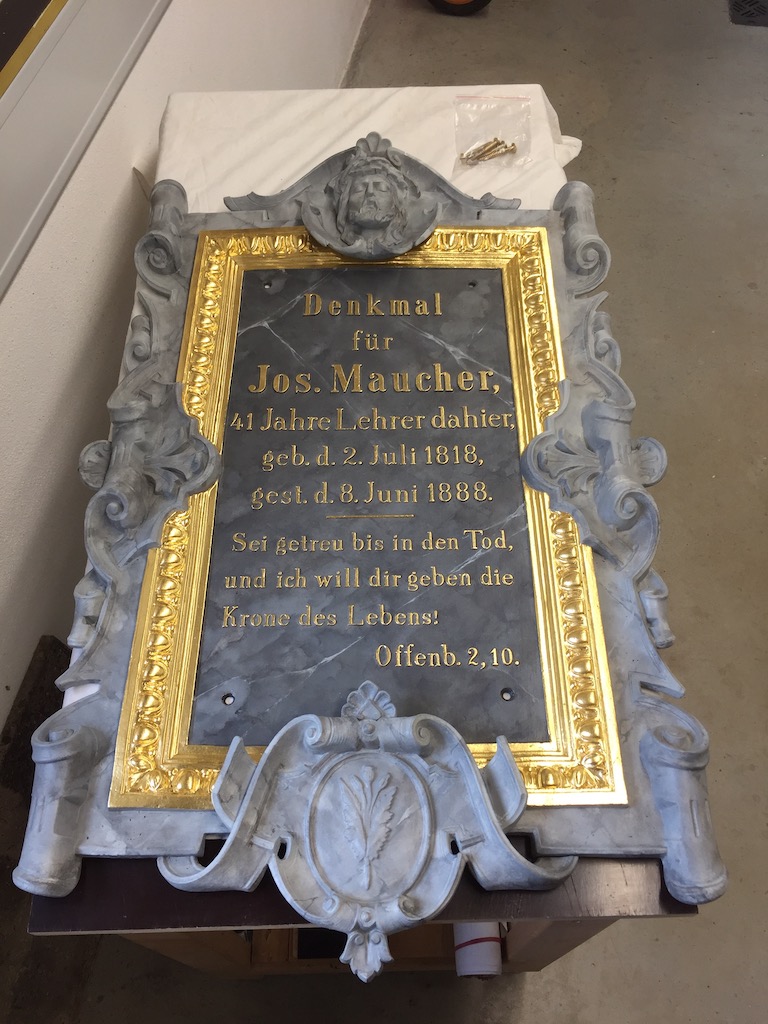 Denkmal
für
Jos. Maucher,
41 Jahre Lehrer dahier,
geb. d. 2. Juli 1818,
gest. d. 8. Juni 1888.
Sei getreu bis in den Tod,
und ich will dir geben die
Krone des Lebens!
Offenb. 2, 10.